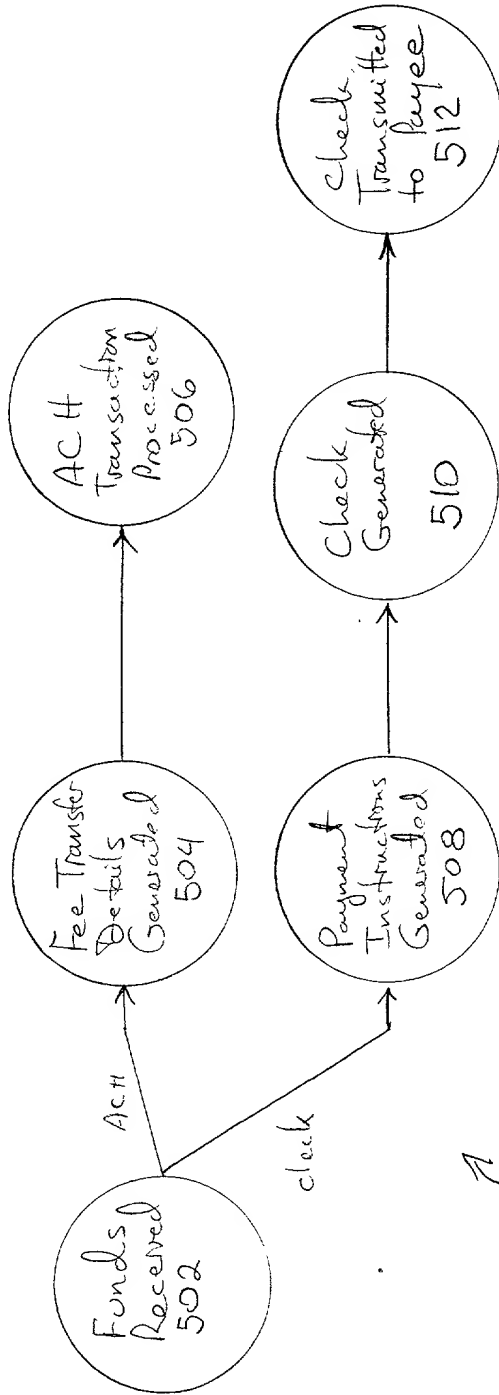 Funds
Received
502
ACH
check
Fee Transfer
Details
Generated
504
ACH
Transaction
Processed
506
Payment
Instructions
Generated
508
Check
Generated
510
Check
Transmitted
to Payee
512